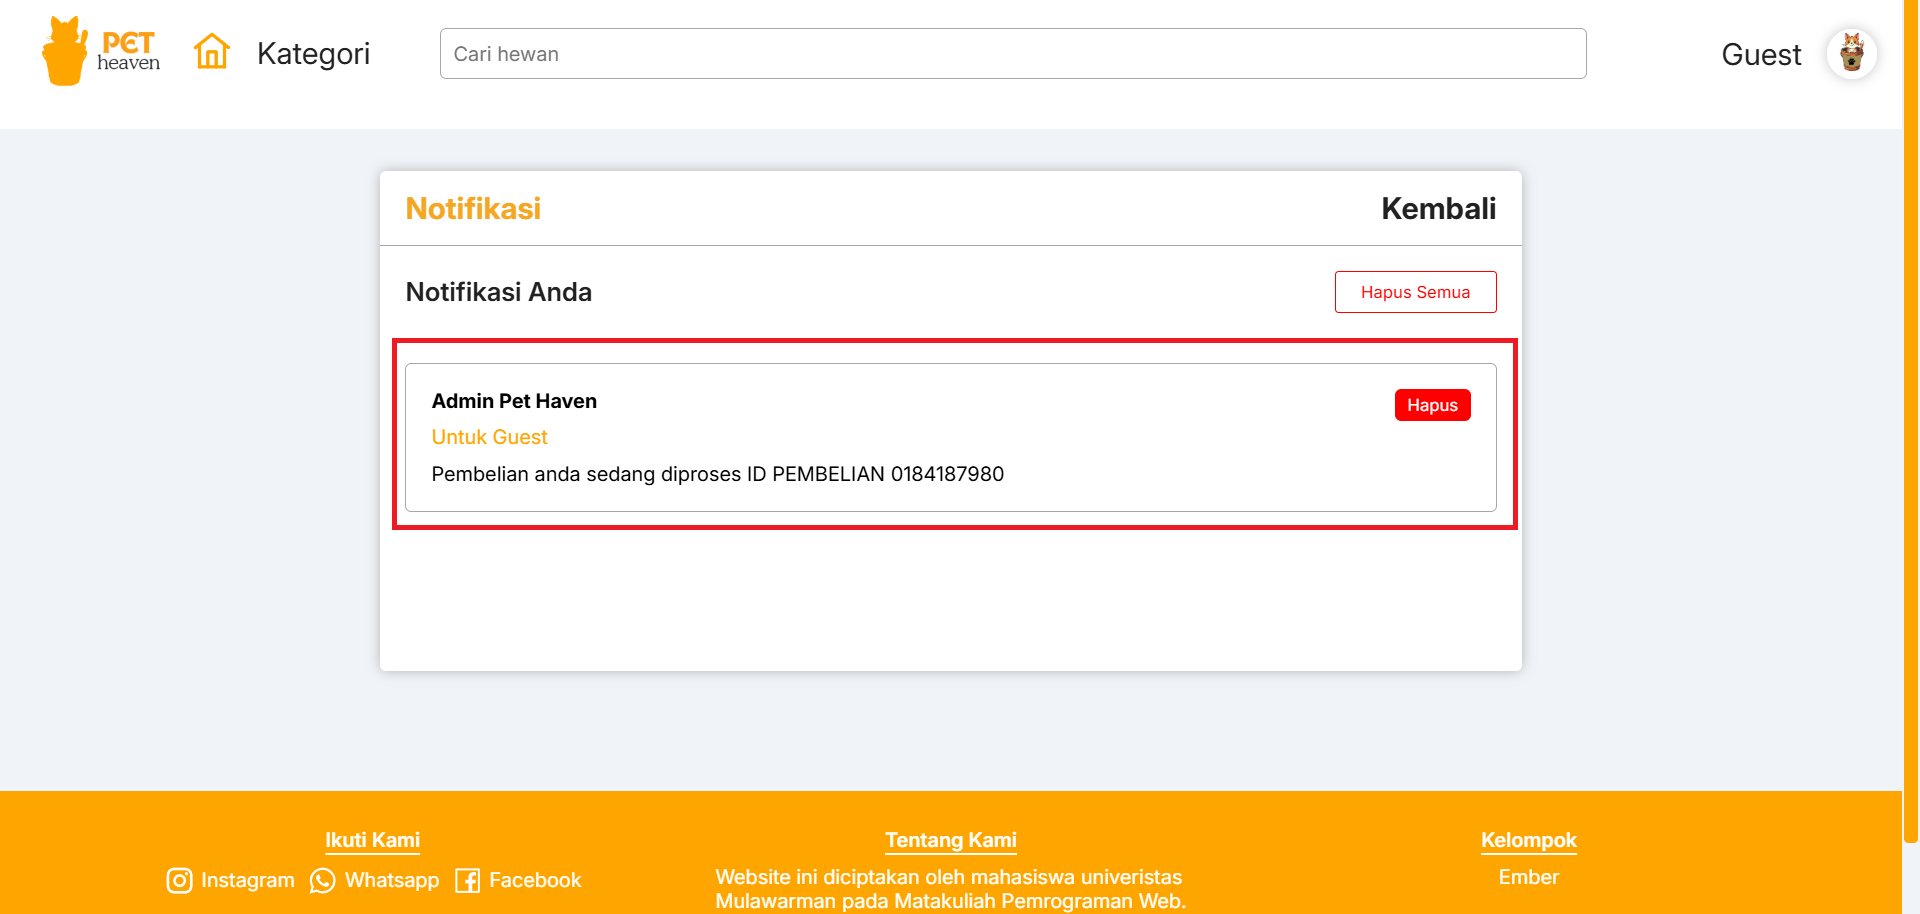 PET
heaven
Kategori
Cari hewan
Guest
Notifikasi
Kembali
Notifikasi Anda
Hapus Semua
Admin Pet Haven
Hapus
Untuk Guest
Pembelian anda sedang diproses ID PEMBELIAN 0184187980
Ikuti Kami
Instagram Whatsapp Facebook
Tentang Kami
Website ini diciptakan oleh mahasiswa univeristas
Mulawarman pada Matakuliah Pemrograman Web.
Kelompok
Ember